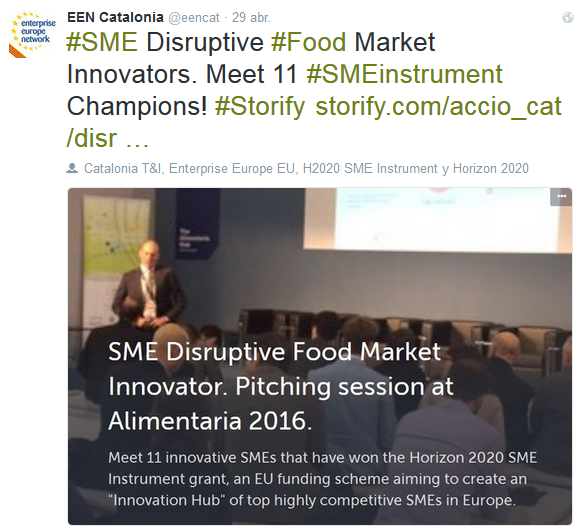 enterprise
europe
network
EEN Catalonia @eencat · 29 abr.
#SME Disruptive #Food Market
Innovators. Meet 11 #SMEinstrument
Champions! #Storify storify.com/accio_cat
/disr …
Catalonia T&I, Enterprise Europe EU, H2020 SME Instrument y Horizon 2020
The
Alimentaria
Hub
SME Disruptive Food Market
Innovator. Pitching session at
Alimentaria 2016.
Meet 11 innovative SMEs that have won the Horizon 2020 SME
Instrument grant, an EU funding scheme aiming to create an
"Innovation Hub" of top highly competitive SMEs in Europe.